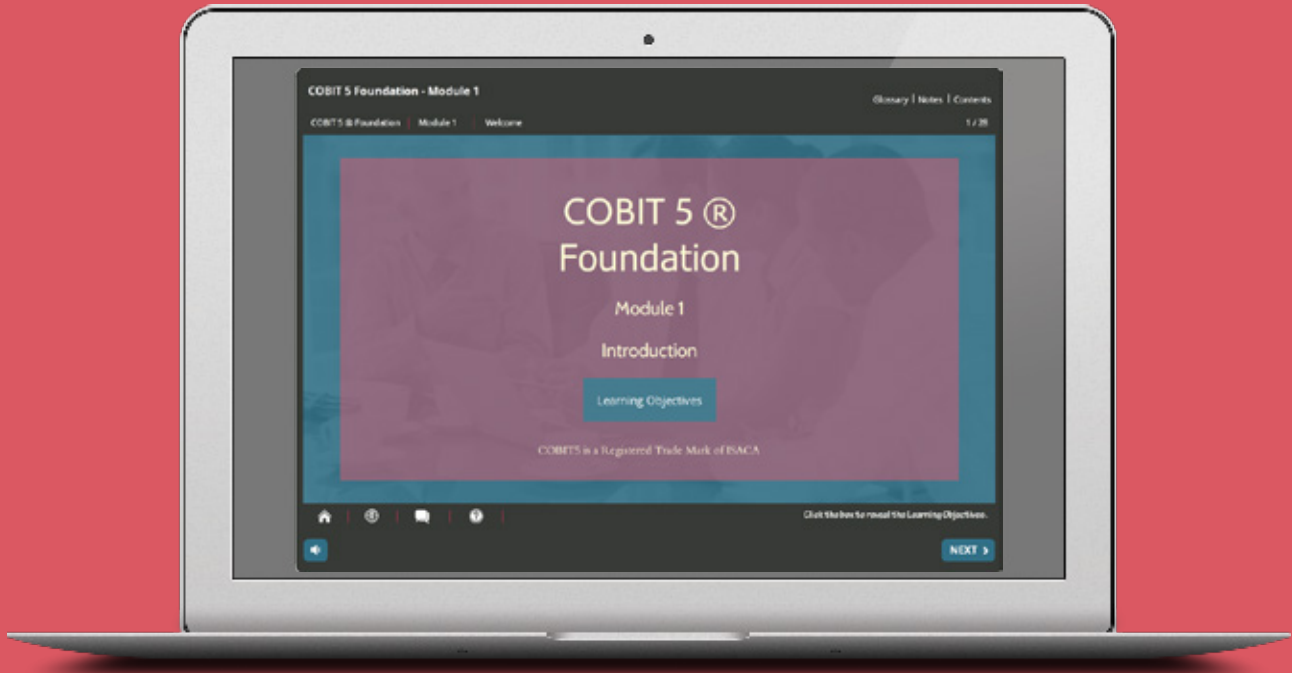 COBIT 5 Foundation - Module 1
Glossary | Notes | Contents
COBIT 5 ® Foundation | Module 1 | Welcome
1 / 28
COBIT 5 ®
Foundation
Module 1
Introduction
Learning Objectives
COBIT5 is a Registered Trade Mark of ISACA
Click the box to reveal the Learning Objectives.
NEXT